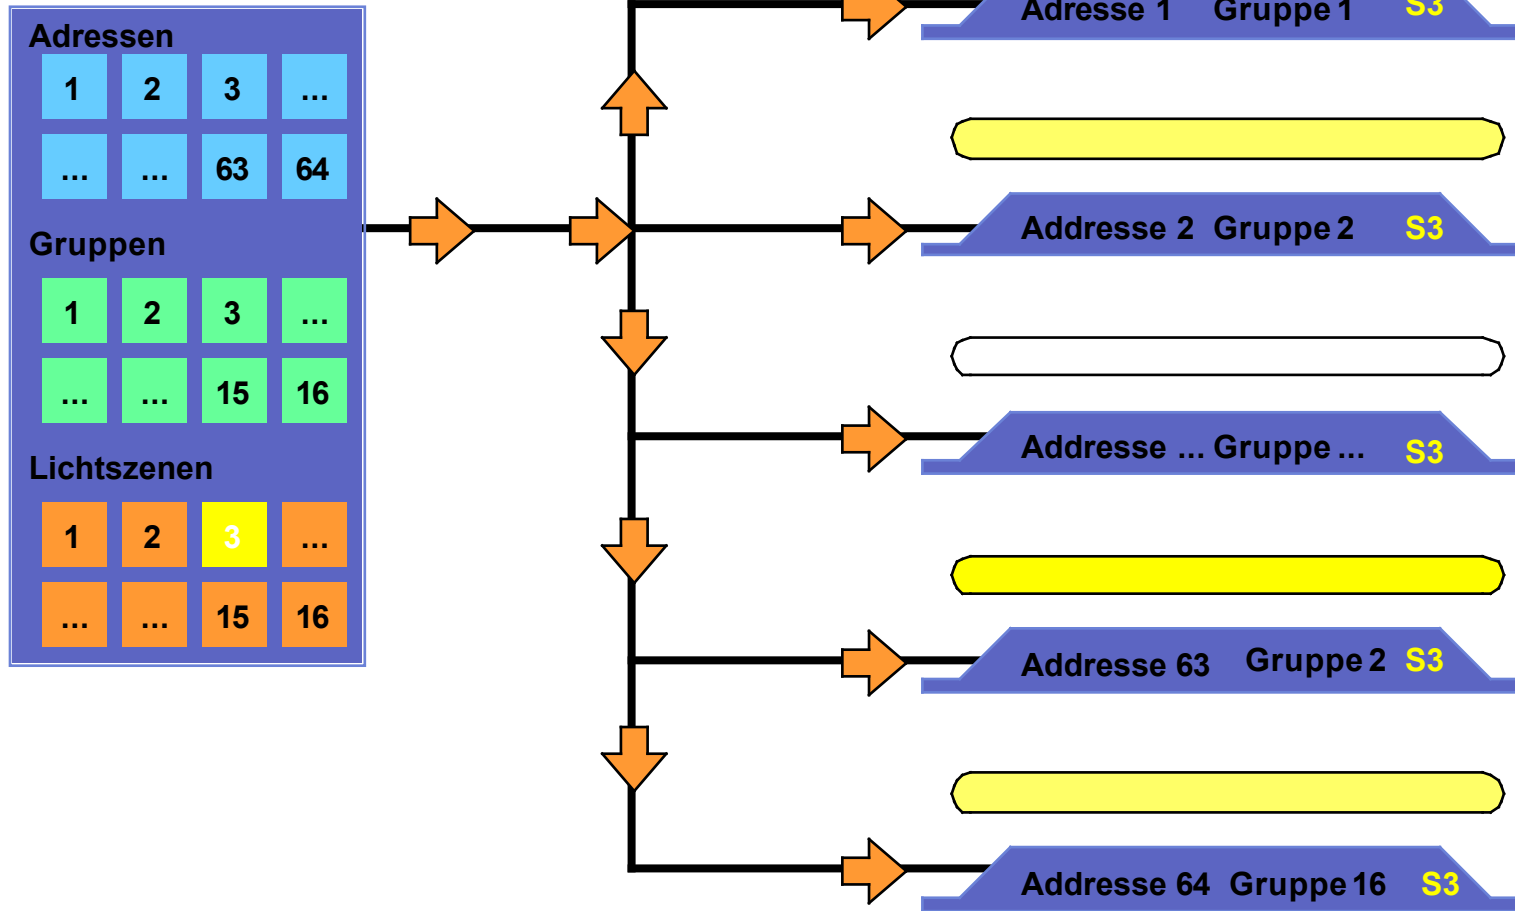 Adressen
1 2 3 ...
... ... 63 64
Gruppen
1 2 3 ...
... ... 15 16
Lichtszenen
1 2 3 ...
... ... 15 16
Adresse 1 Gruppe 1 S3
Addresse 2 Gruppe 2 S3
Addresse ... Gruppe ... S3
Addresse 63 Gruppe 2 S3
Addresse 64 Gruppe 16 S3